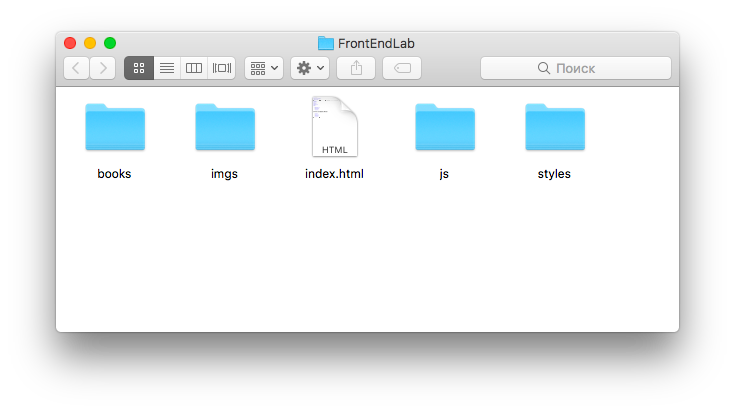 FrontEndLab
Поиск
HTML
books
imgs
index.html
js
styles